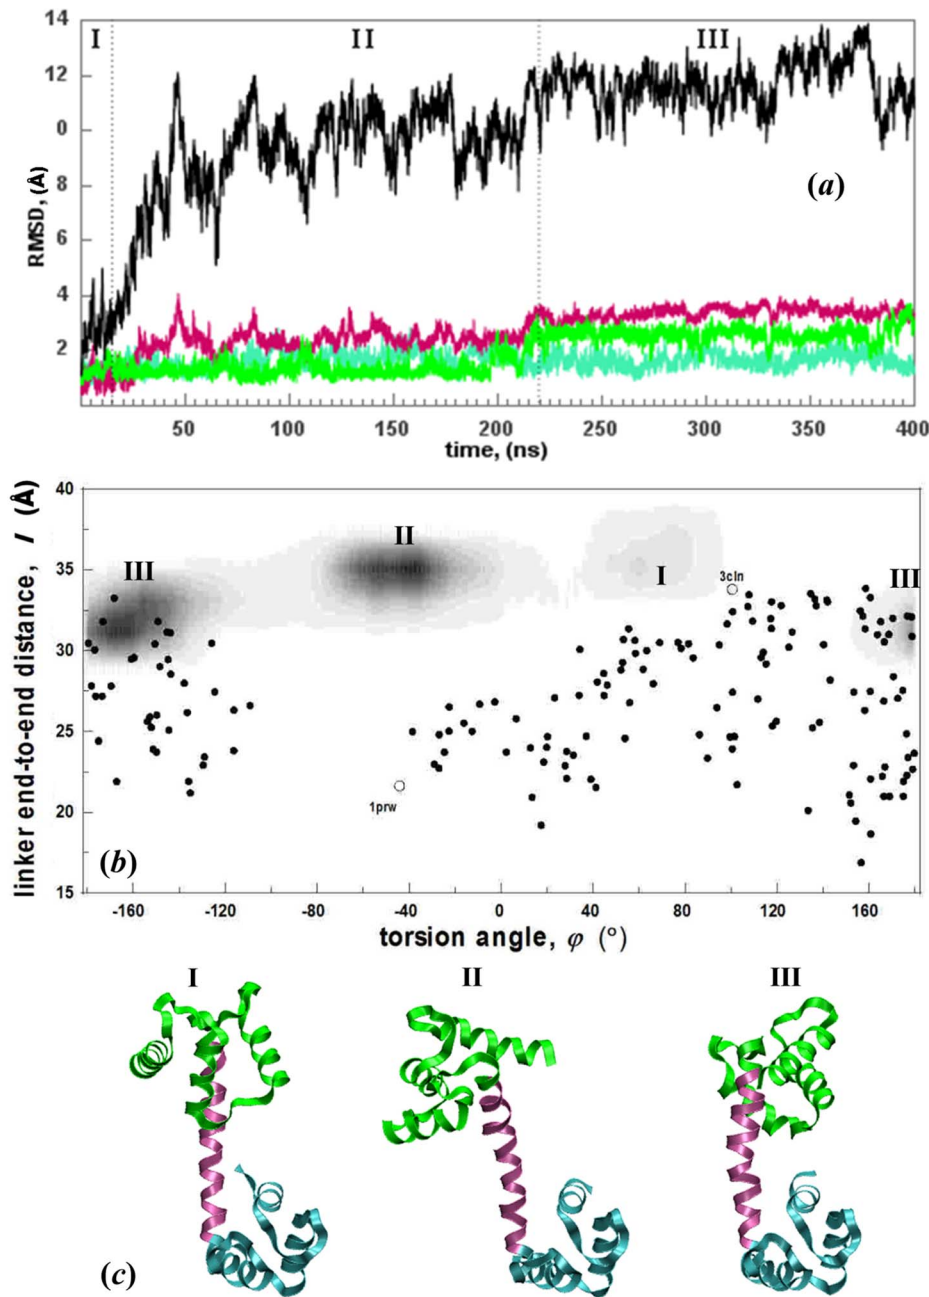 14
I
II
III
12
0
8
6
4
2
RMSD, (Å)
(a)
50
100
150
200
250
300
350
400
time, (ns)
40
35
30
25
20
15
linker end-to-end distance, l (Å)
III
II
I
III
3cln
1prw
(b)
-160
-120
-80
-40
0
40
80
120
160
torsion angle, φ (°)
I
II
III
(c)